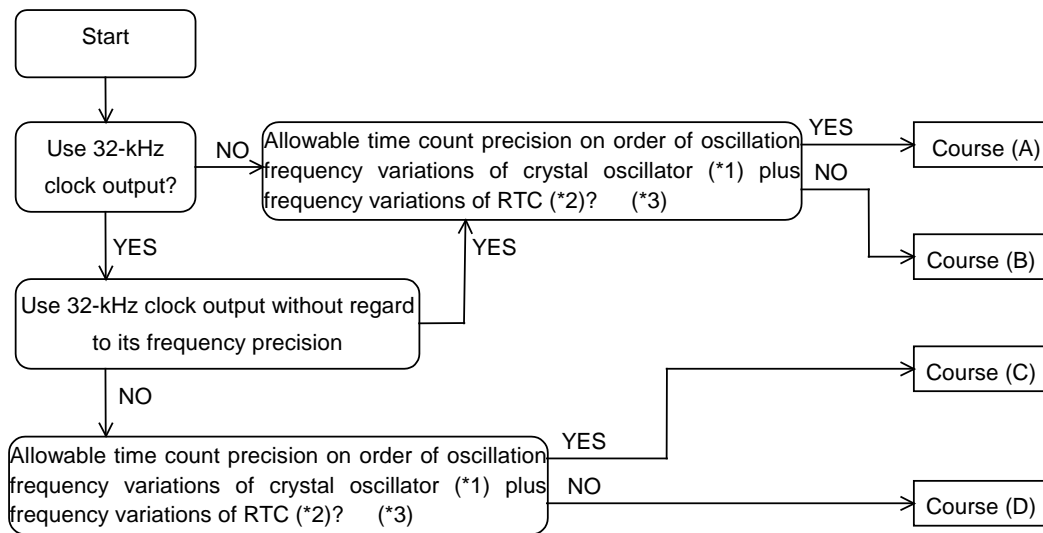 Start
Use 32-kHz
clock output?
NO
Allowable time count precision on order of oscillation
frequency variations of crystal oscillator (*1) plus
frequency variations of RTC (*2)? (*3)
YES
Course (A)
NO
Course (B)
YES
YES
Use 32-kHz clock output without regard
to its frequency precision
NO
Course (C)
Allowable time count precision on order of oscillation
frequency variations of crystal oscillator (*1) plus
frequency variations of RTC (*2)? (*3)
YES
NO
Course (D)